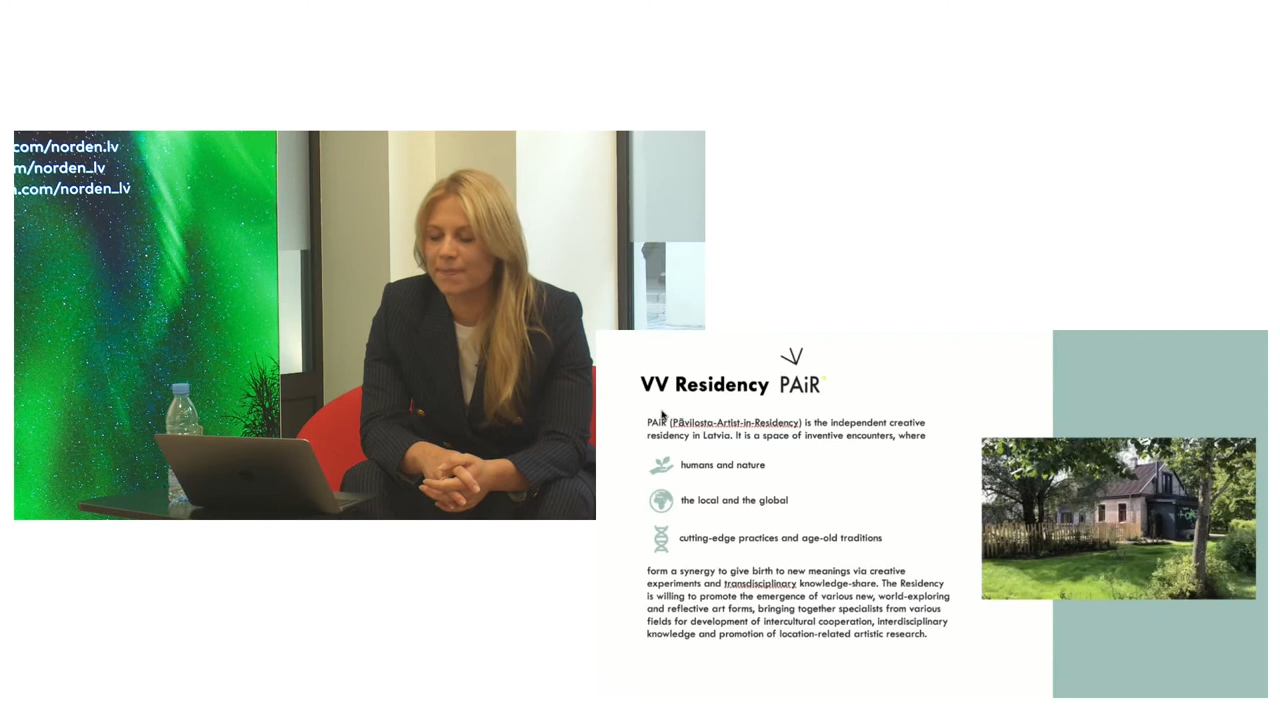 com/norden.lv
m/norden_lv
.com/norden_lv
VV Residency PAiR
PAiR (Pāvilosta-Artist-in-Residency) is the independent creative
residency in Latvia. It is a space of inventive encounters, where
humans and nature
the local and the global
cutting-edge practices and age-old traditions
form a synergy to give birth to new meanings via creative
experiments and transdisciplinary knowledge-share. The Residency
is willing to promote the emergence of various new, world-exploring
and reflective art forms, bringing together specialists from various
fields for development of intercultural cooperation, interdisciplinary
knowledge and promotion of location-related artistic research.